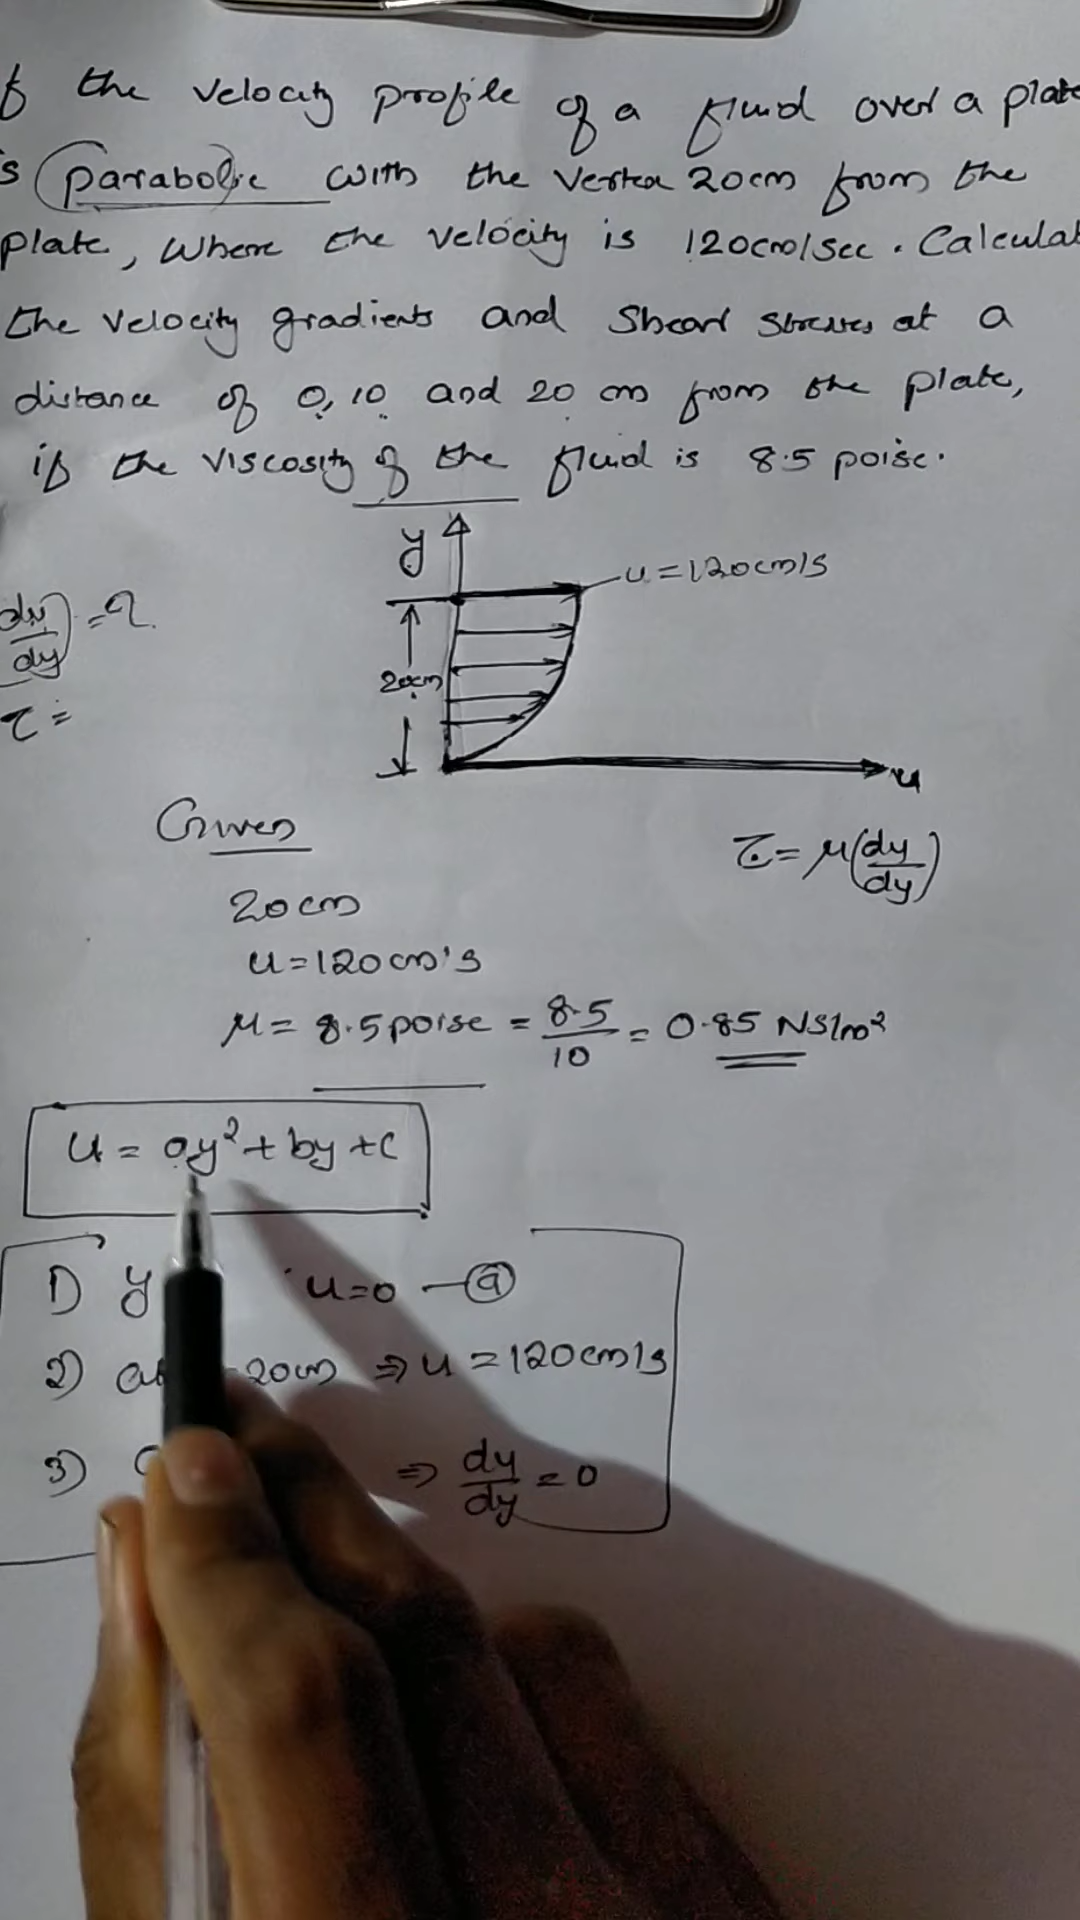 the velocity profile of a fluid over a plate
parabolic with the vertex 20cm from the
plate, where the velocity is 120cm/sec. Calculat
the velocity gradients and Shear stresses at a
distance of 0, 10 and 20 cm from the plate,
if the viscosity of the fluid is 8.5 poise.
y
u=120cm/s
(du/dy) = ?
20cm
τ =
u
Given
τ = μ(du/dy)
20cm
u=120cm/s
μ = 8.5 poise = 8.5/10 = 0.85 NS/m²
u = ay² + by + c
1) y u=0 — a
2) at 20cm ⇒ u = 120cm/s
3) ⇒ du/dy = 0